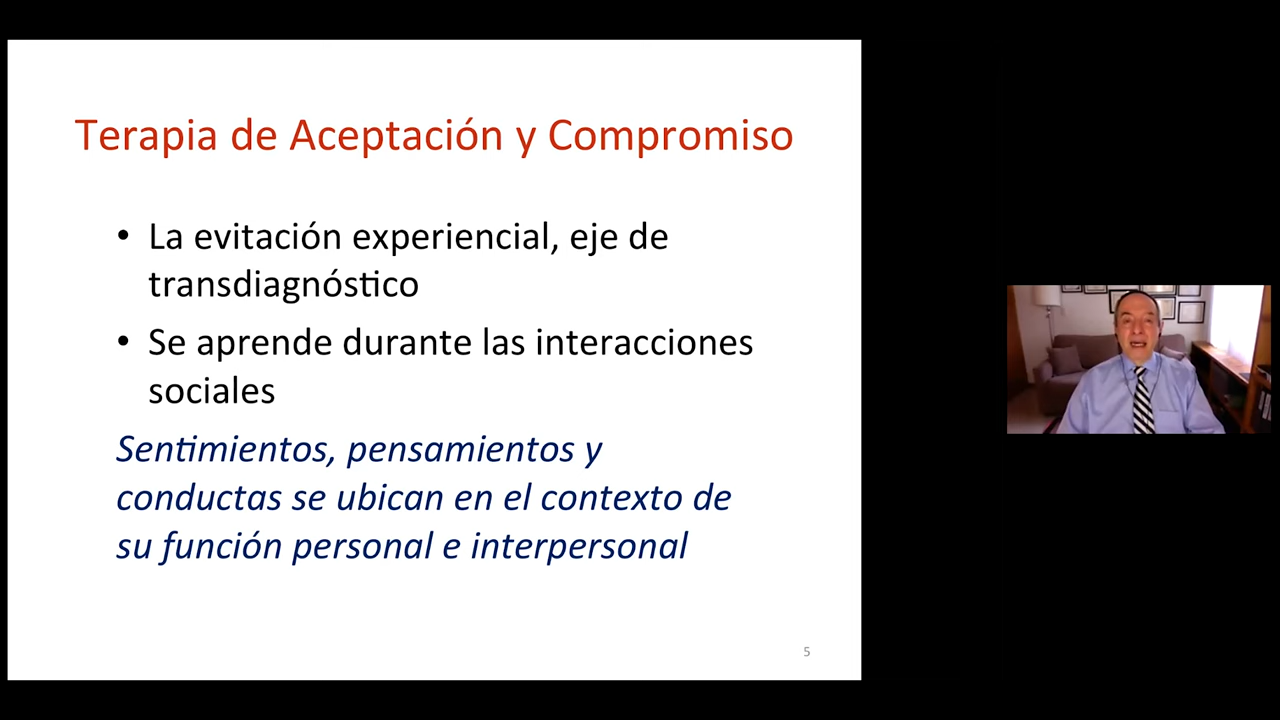 Terapia de Aceptación y Compromiso
• La evitación experiencial, eje de
transdiagnóstico
• Se aprende durante las interacciones
sociales
Sentimientos, pensamientos y
conductas se ubican en el contexto de
su función personal e interpersonal
5